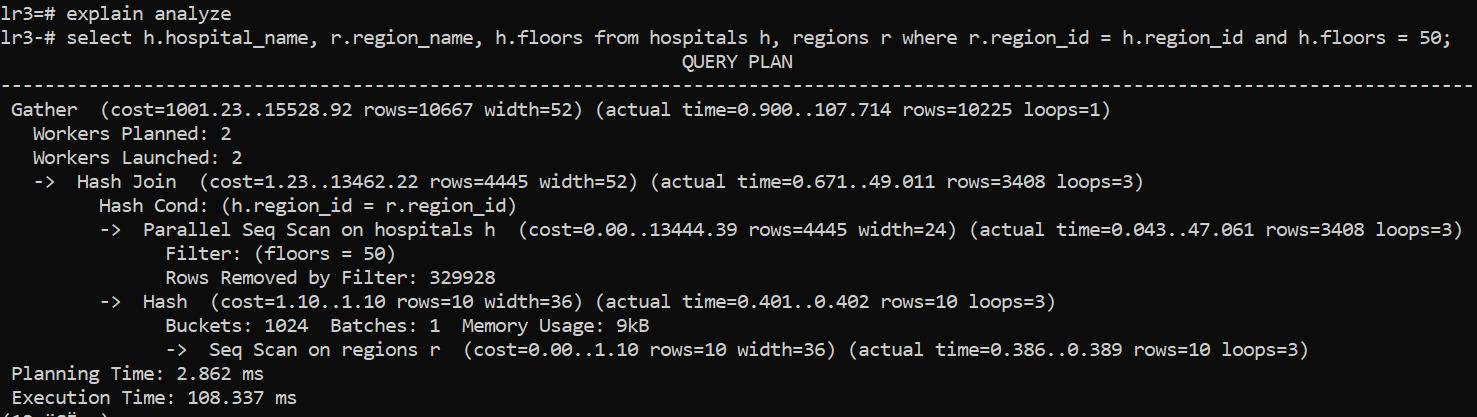 lr3=# explain analyze
lr3-# select h.hospital_name, r.region_name, h.floors from hospitals h, regions r where r.region_id = h.region_id and h.floors = 50;
QUERY PLAN
-----------------------------------------------------------------------------------------------------------------------------------
Gather  (cost=1001.23..15528.92 rows=10667 width=52) (actual time=0.900..107.714 rows=10225 loops=1)
  Workers Planned: 2
  Workers Launched: 2
  ->  Hash Join  (cost=1.23..13462.22 rows=4445 width=52) (actual time=0.671..49.011 rows=3408 loops=3)
        Hash Cond: (h.region_id = r.region_id)
        ->  Parallel Seq Scan on hospitals h  (cost=0.00..13444.39 rows=4445 width=24) (actual time=0.043..47.061 rows=3408 loops=3)
              Filter: (floors = 50)
              Rows Removed by Filter: 329928
        ->  Hash  (cost=1.10..1.10 rows=10 width=36) (actual time=0.401..0.402 rows=10 loops=3)
              Buckets: 1024  Batches: 1  Memory Usage: 9kB
              ->  Seq Scan on regions r  (cost=0.00..1.10 rows=10 width=36) (actual time=0.386..0.389 rows=10 loops=3)
Planning Time: 2.862 ms
Execution Time: 108.337 ms